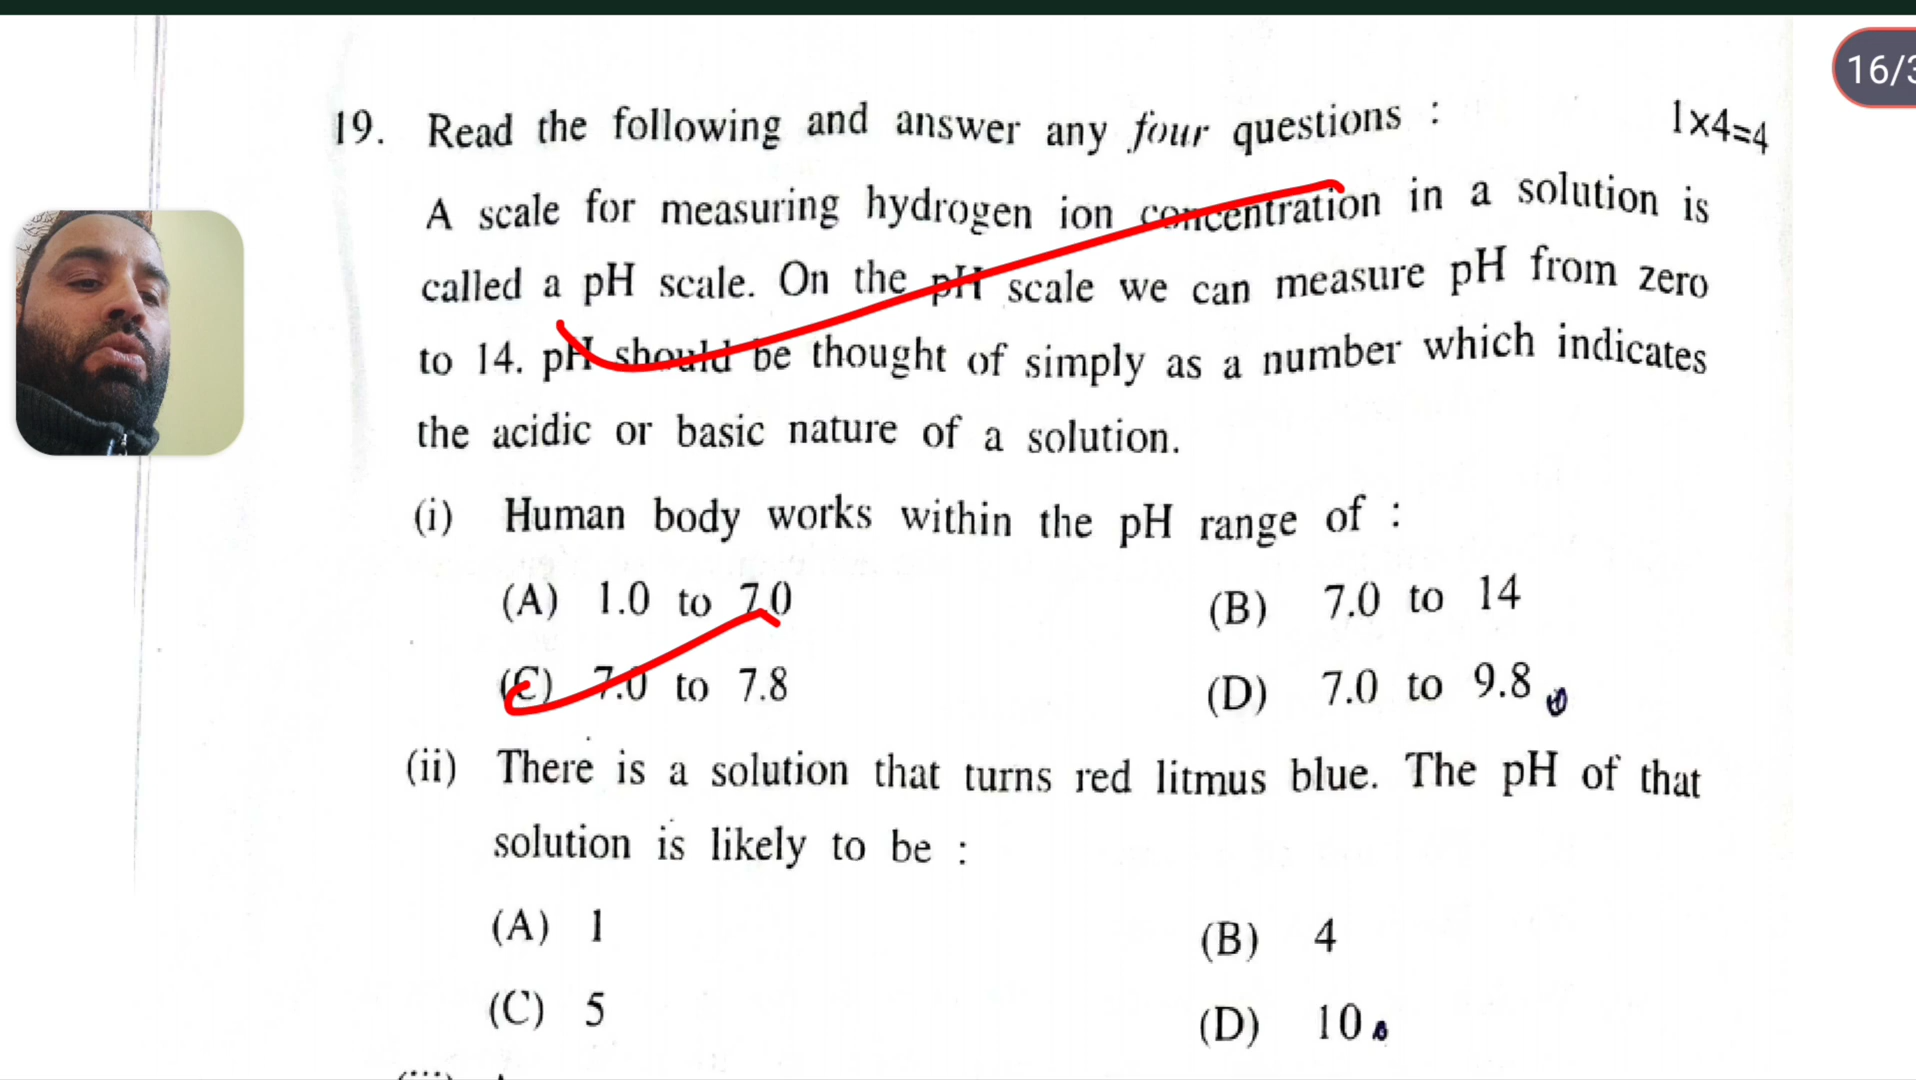 16/3
19. Read the following and answer any four questions : 1×4=4
A scale for measuring hydrogen ion concentration in a solution is
called a pH scale. On the pH scale we can measure pH from zero
to 14. pH should be thought of simply as a number which indicates
the acidic or basic nature of a solution.
(i) Human body works within the pH range of :
(A) 1.0 to 7.0 (B) 7.0 to 14
(C) 7.0 to 7.8 (D) 7.0 to 9.8
(ii) There is a solution that turns red litmus blue. The pH of that
solution is likely to be :
(A) 1 (B) 4
(C) 5 (D) 10